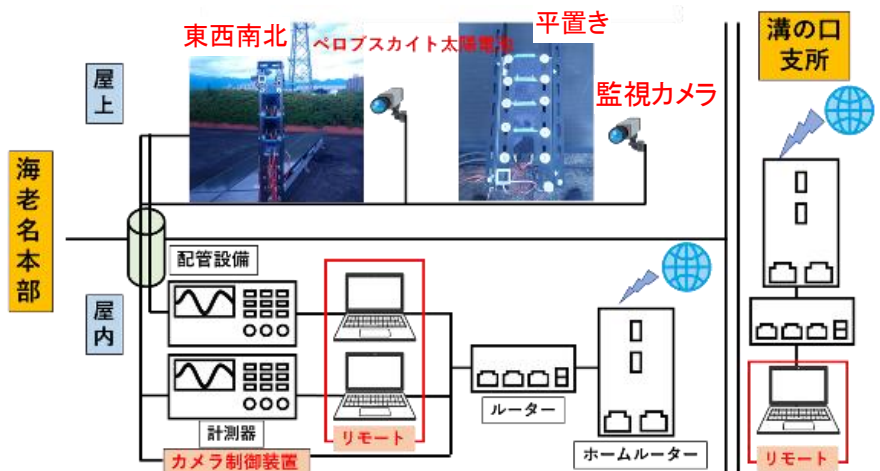 東西南北
ペロブスカイト太陽電池
平置き
監視カメラ
屋上
海老名本部
配管設備
屋内
計測器
カメラ制御装置
リモート
ルーター
ホームルーター
溝の口
支所
リモート